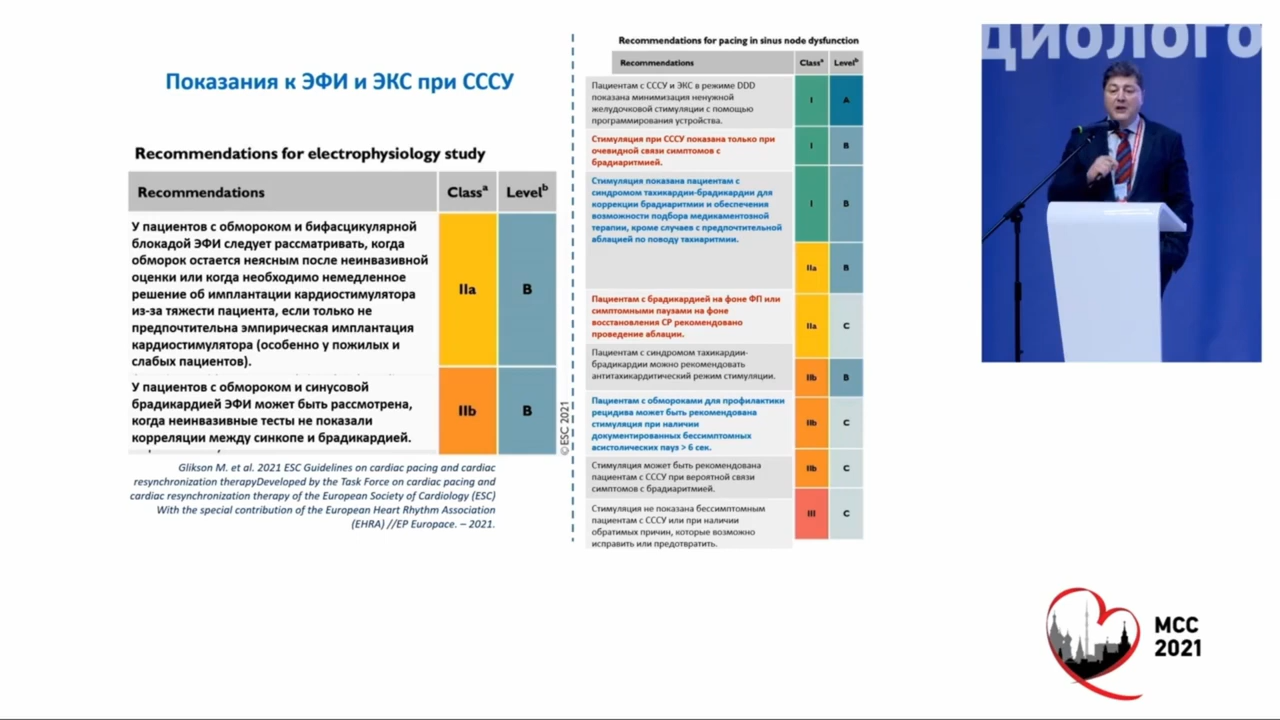 Показания к ЭФИ и ЭКС при СССУ
Recommendations for electrophysiology study
Recommendations Classᵃ Levelᵇ
У пациентов с обмороком и бифасцикулярной
блокадой ЭФИ следует рассматривать, когда
обморок остается неясным после неинвазивной
оценки или когда необходимо немедленное
решение об имплантации кардиостимулятора
из-за тяжести пациента, если только не
предпочтительна эмпирическая имплантация
кардиостимулятора (особенно у пожилых и
слабых пациентов).
IIa B
У пациентов с обмороком и синусовой
брадикардией ЭФИ может быть рассмотрена,
когда неинвазивные тесты не показали
корреляции между синкопе и брадикардией.
IIb B
© ESC 2021
Glikson M. et al. 2021 ESC Guidelines on cardiac pacing and cardiac
resynchronization therapyDeveloped by the Task Force on cardiac pacing and
cardiac resynchronization therapy of the European Society of Cardiology (ESC)
With the special contribution of the European Heart Rhythm Association
(EHRA) //EP Europace. – 2021.
Recommendations for pacing in sinus node dysfunction
Recommendations Classᵃ Levelᵇ
Пациентам с СССУ и ЭКС в режиме DDD
показана минимизация ненужной
желудочковой стимуляции с помощью
программирования устройства.
I A
Стимуляция при СССУ показана только при
очевидной связи симптомов с
брадиаритмией.
I B
Стимуляция показана пациентам с
синдромом тахикардии-брадикардии для
коррекции брадиаритмии и обеспечения
возможности подбора медикаментозной
терапии, кроме случаев с предпочтительной
аблацией по поводу тахиаритмии.
I B
IIa B
Пациентам с брадикардией на фоне ФП или
симптомными паузами на фоне
восстановления СР рекомендовано
проведение аблации.
IIa C
Пациентам с синдромом тахикардии-
брадикардии можно рекомендовать
антитахикардитический режим стимуляции.
IIb B
Пациентам с обмороками для профилактики
рецидива может быть рекомендована
стимуляция при наличии
документированных бессимптомных
асистолических пауз > 6 сек.
IIb C
Стимуляция может быть рекомендована
пациентам с СССУ при вероятной связи
симптомов с брадиаритмией.
IIb C
Стимуляция не показана бессимптомным
пациентам с СССУ или при наличии
обратимых причин, которые возможно
исправить или предотвратить.
III C
диолого
МСС
2021